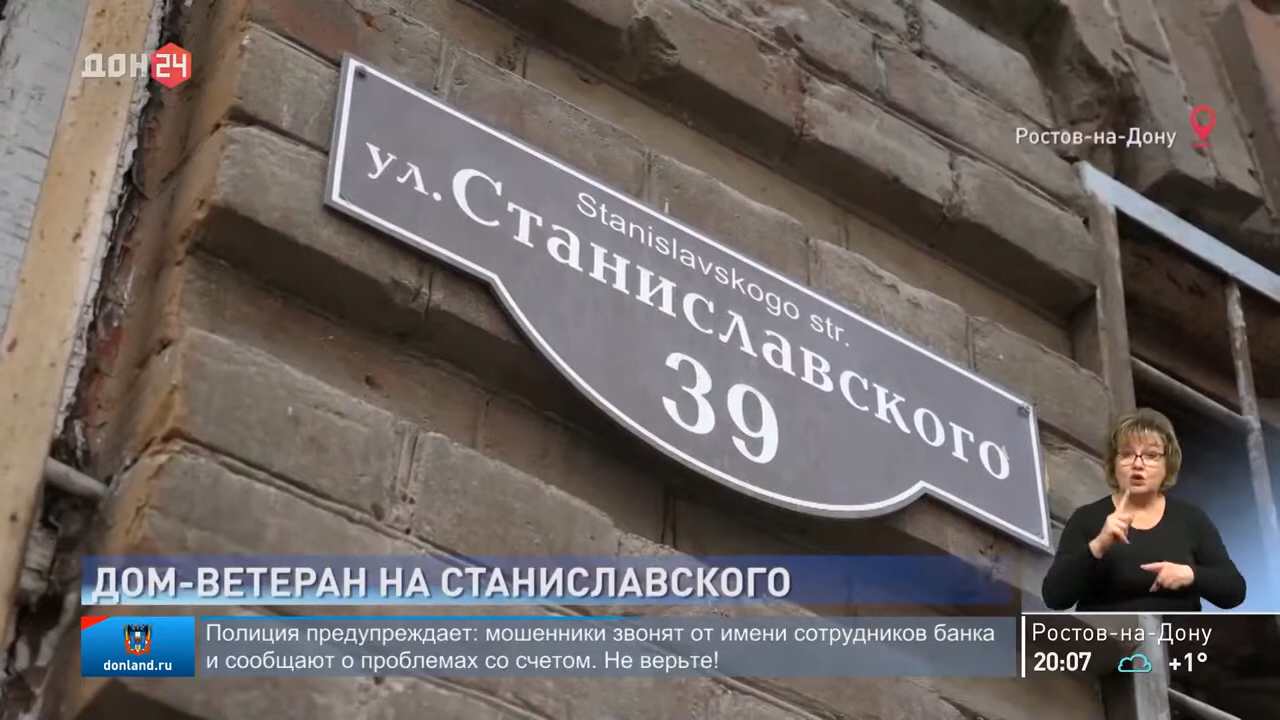 ДОН24
Ростов-на-Дону
Stanislavskogo str.
ул. Станиславского
39
ДОМ-ВЕТЕРАН НА СТАНИСЛАВСКОГО
donland.ru
Полиция предупреждает: мошенники звонят от имени сотрудников банка
и сообщают о проблемах со счетом. Не верьте!
Ростов-на-Дону
20:07 +1°